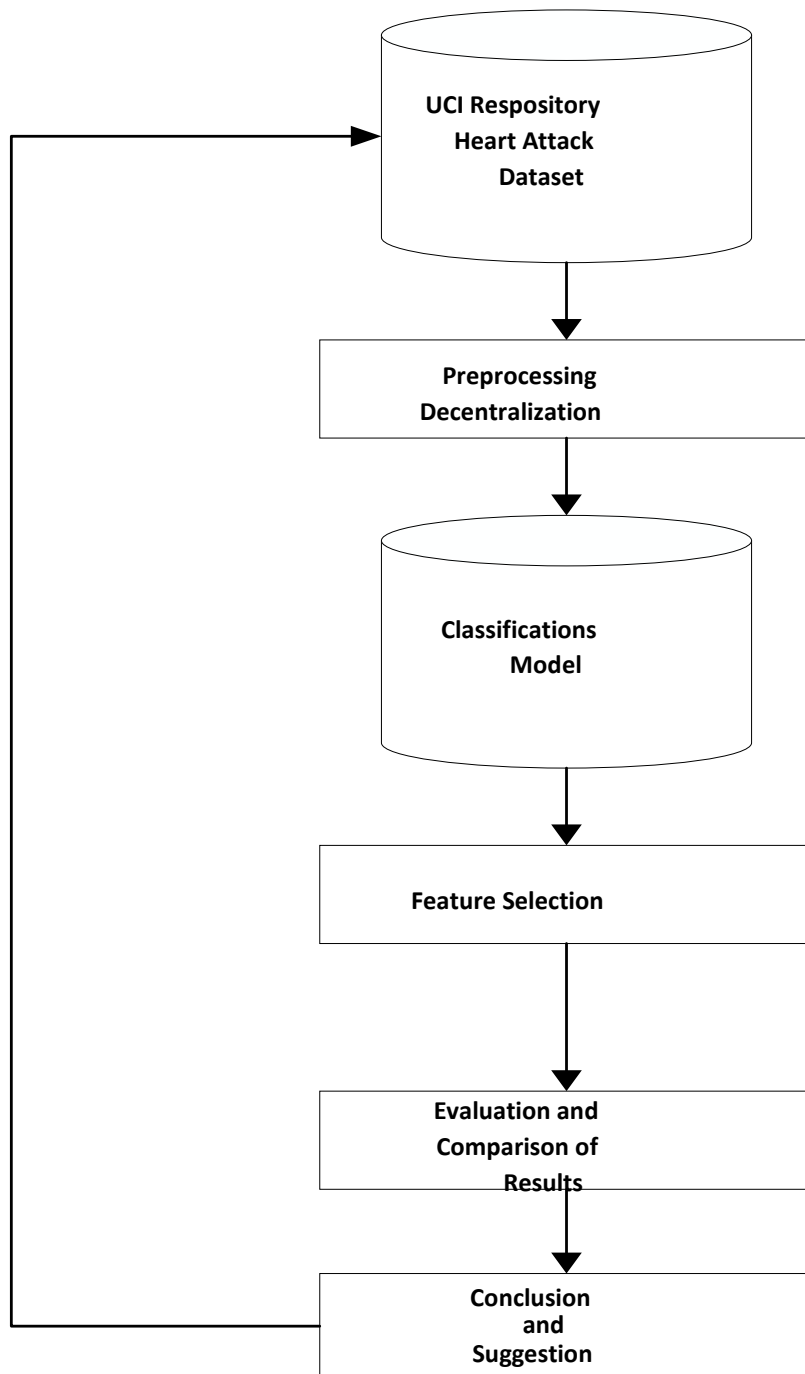 UCI Respository
Heart Attack
Dataset
Preprocessing
Decentralization
Classifications
Model
Feature Selection
Evaluation and
Comparison of
Results
Conclusion
and
Suggestion